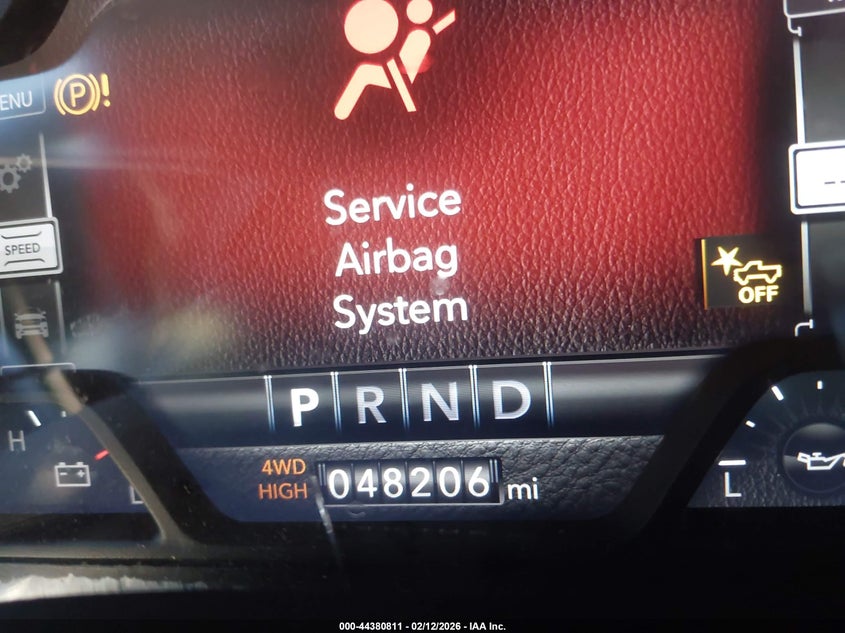 ENU
P
!
SPEED
Service
Airbag
System
OFF
P R N D
H
4WD
HIGH
048206 mi
L
000-44380811 - 02/12/2026 - IAA Inc.